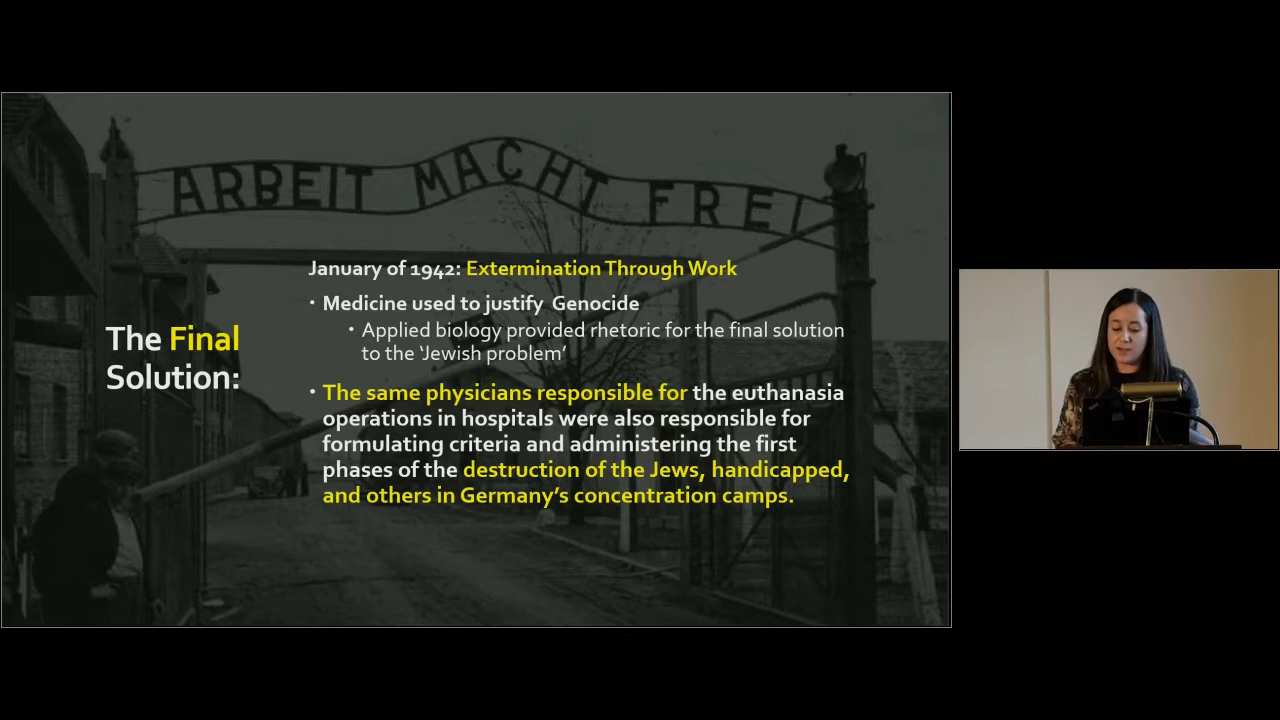 ARBEIT MACHT FREI
The Final
Solution:
January of 1942: Extermination Through Work
• Medicine used to justify Genocide
• Applied biology provided rhetoric for the final solution
to the ‘Jewish problem’
• The same physicians responsible for the euthanasia
operations in hospitals were also responsible for
formulating criteria and administering the first
phases of the destruction of the Jews, handicapped,
and others in Germany’s concentration camps.